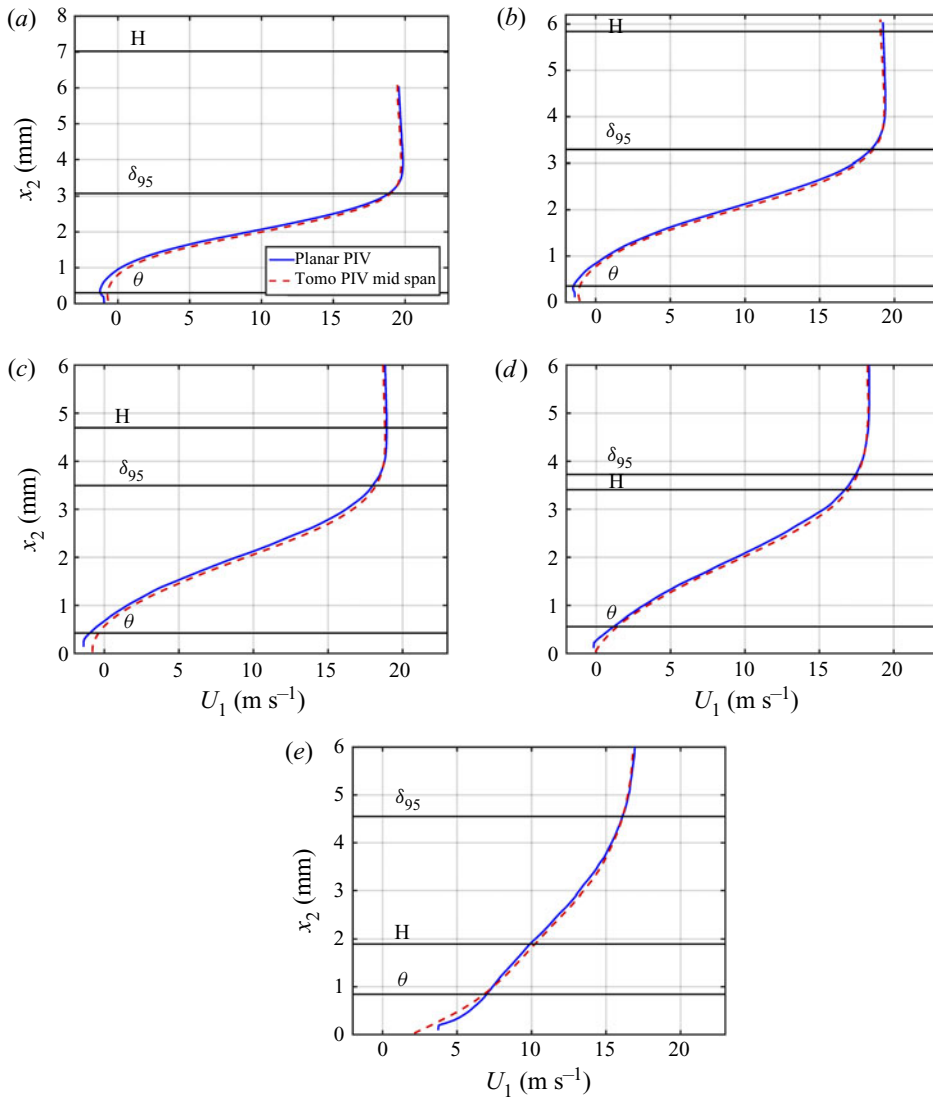 (a)
8
7
6
5
4
3
2
1
0
x₂ (mm)
H
δ₉₅
θ
Planar PIV
Tomo PIV mid span
0 5 10 15 20
(b)
6
5
4
3
2
1
0
H
δ₉₅
θ
0 5 10 15 20
(c)
6
5
4
3
2
1
0
x₂ (mm)
H
δ₉₅
θ
0 5 10 15 20
U₁ (m s⁻¹)
(d)
6
5
4
3
2
1
0
δ₉₅
H
θ
0 5 10 15 20
U₁ (m s⁻¹)
(e)
6
5
4
3
2
1
0
x₂ (mm)
δ₉₅
H
θ
0 5 10 15 20
U₁ (m s⁻¹)